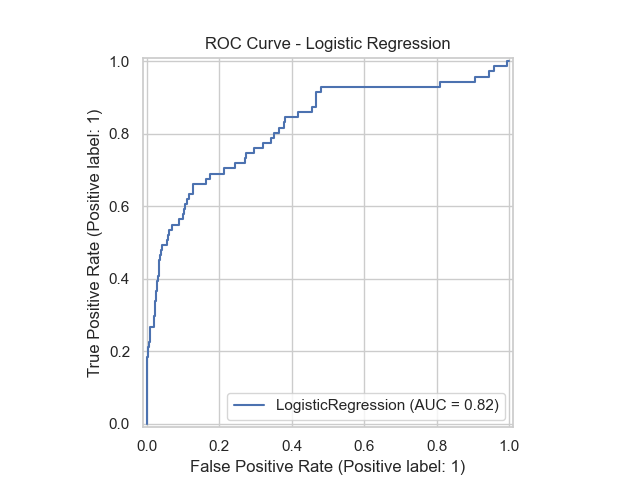 ROC Curve - Logistic Regression
True Positive Rate (Positive label: 1)
1.0
0.8
0.6
0.4
0.2
0.0
LogisticRegression (AUC = 0.82)
0.0 0.2 0.4 0.6 0.8 1.0
False Positive Rate (Positive label: 1)